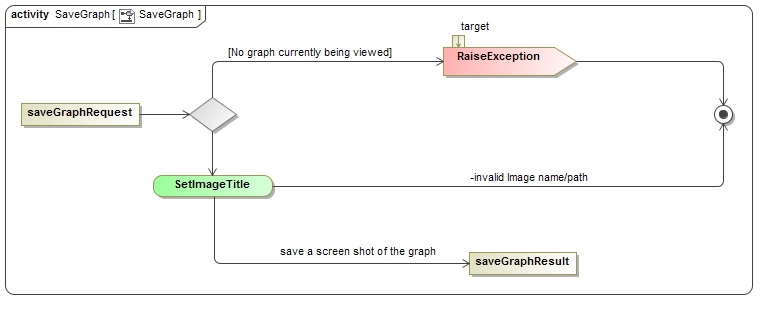 activity SaveGraph [ SaveGraph ]
target
[No graph currently being viewed]
RaiseException
saveGraphRequest
SetImageTitle
-invalid Image name/path
save a screen shot of the graph
saveGraphResult